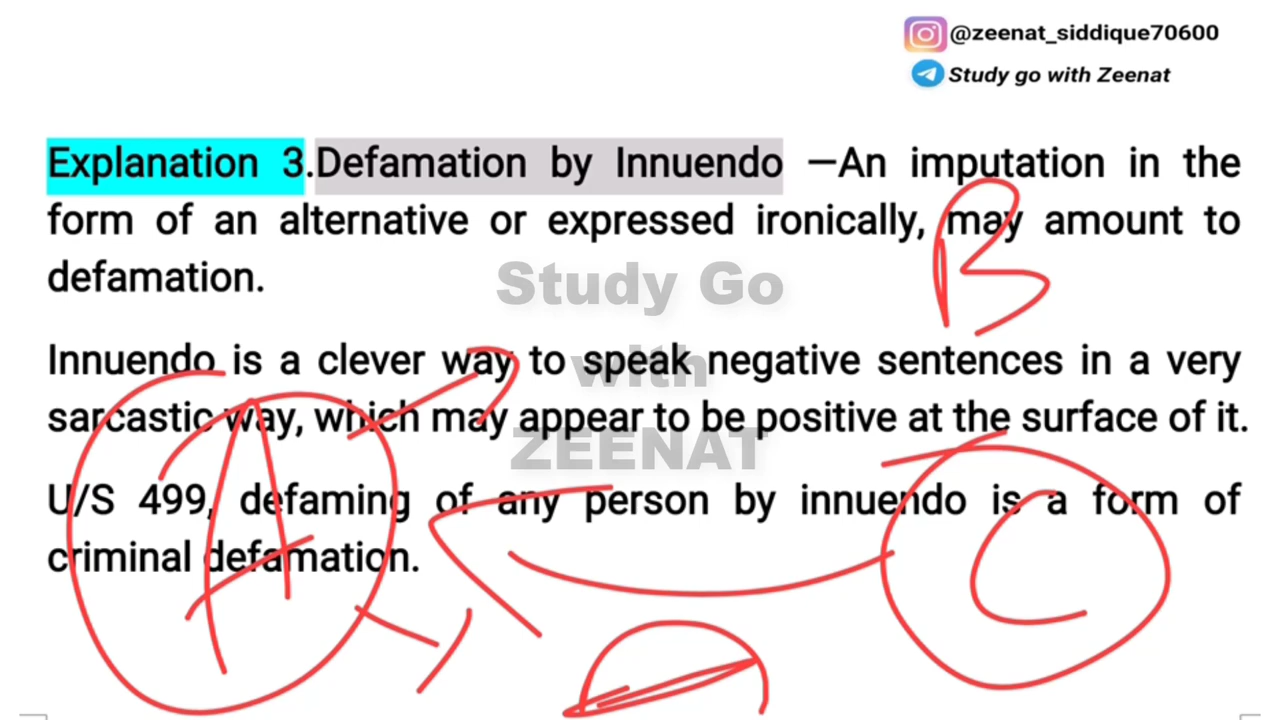 @zeenat_siddique70600
Study go with Zeenat
Explanation 3.Defamation by Innuendo —An imputation in the
form of an alternative or expressed ironically, may amount to
defamation.
Innuendo is a clever way to speak negative sentences in a very
sarcastic way, which may appear to be positive at the surface of it.
U/S 499, defaming of any person by innuendo is a form of
criminal defamation.
Study Go
with
ZEENAT
B
A
C